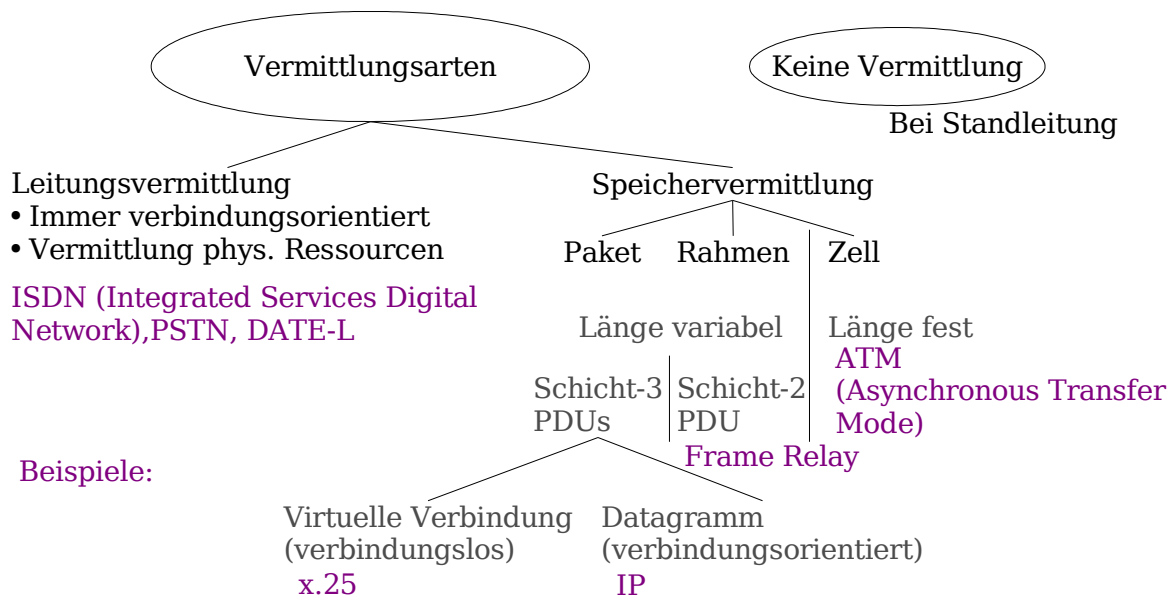 Vermittlungsarten
Keine Vermittlung
Bei Standleitung
Leitungsvermittlung
• Immer verbindungsorientiert
• Vermittlung phys. Ressourcen
ISDN (Integrated Services Digital
Network),PSTN, DATE-L
Speichervermittlung
Paket
Rahmen
Zell
Länge variabel
Länge fest
ATM
(Asynchronous Transfer
Mode)
Schicht-3
PDUs
Schicht-2
PDU
Frame Relay
Beispiele:
Virtuelle Verbindung
(verbindungslos)
x.25
Datagramm
(verbindungsorientiert)
IP